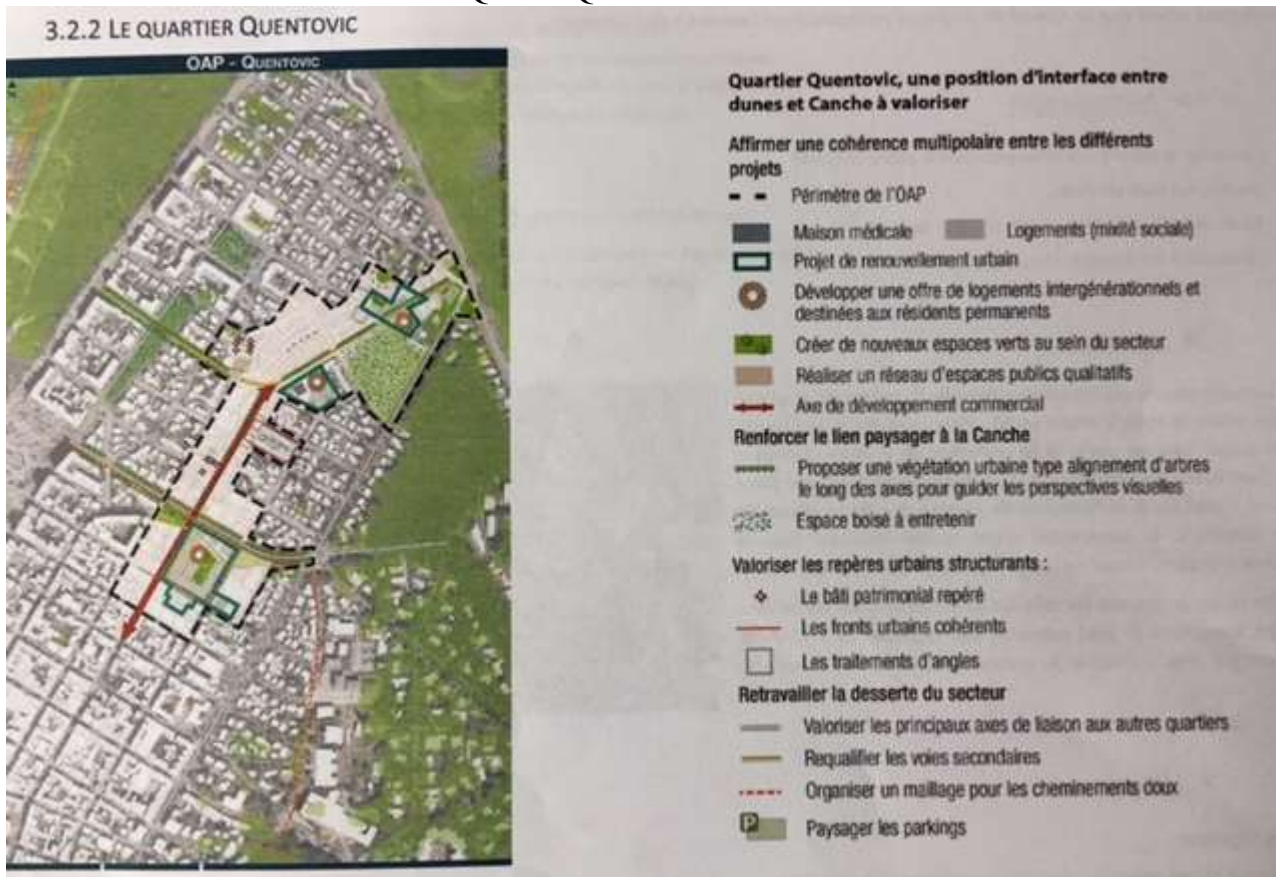 3.2.2 LE QUARTIER QUENTOVIC
OAP - QUENTOVIC
Quartier Quentovic, une position d'interface entre
dunes et Canche à valoriser
Affirmer une cohérence multipolaire entre les différents
projets
Périmètre de l'OAP
Maison médicale
Logements (mixité sociale)
Projet de renouvellement urbain
Développer une offre de logements intergénérationnels et
destinées aux résidents permanents
Créer de nouveaux espaces verts au sein du secteur
Réaliser un réseau d'espaces publics qualitatifs
Axe de développement commercial
Renforcer le lien paysager à la Canche
Proposer une végétation urbaine type alignement d'arbres
le long des axes pour guider les perspectives visuelles
Espace boisé à entretenir
Valoriser les repères urbains structurants :
Le bâti patrimonial repéré
Les fronts urbains cohérents
Les traitements d'angles
Retravailler la desserte du secteur
Valoriser les principaux axes de liaison aux autres quartiers
Requalifier les voies secondaires
Organiser un maillage pour les cheminements doux
P
Paysager les parkings